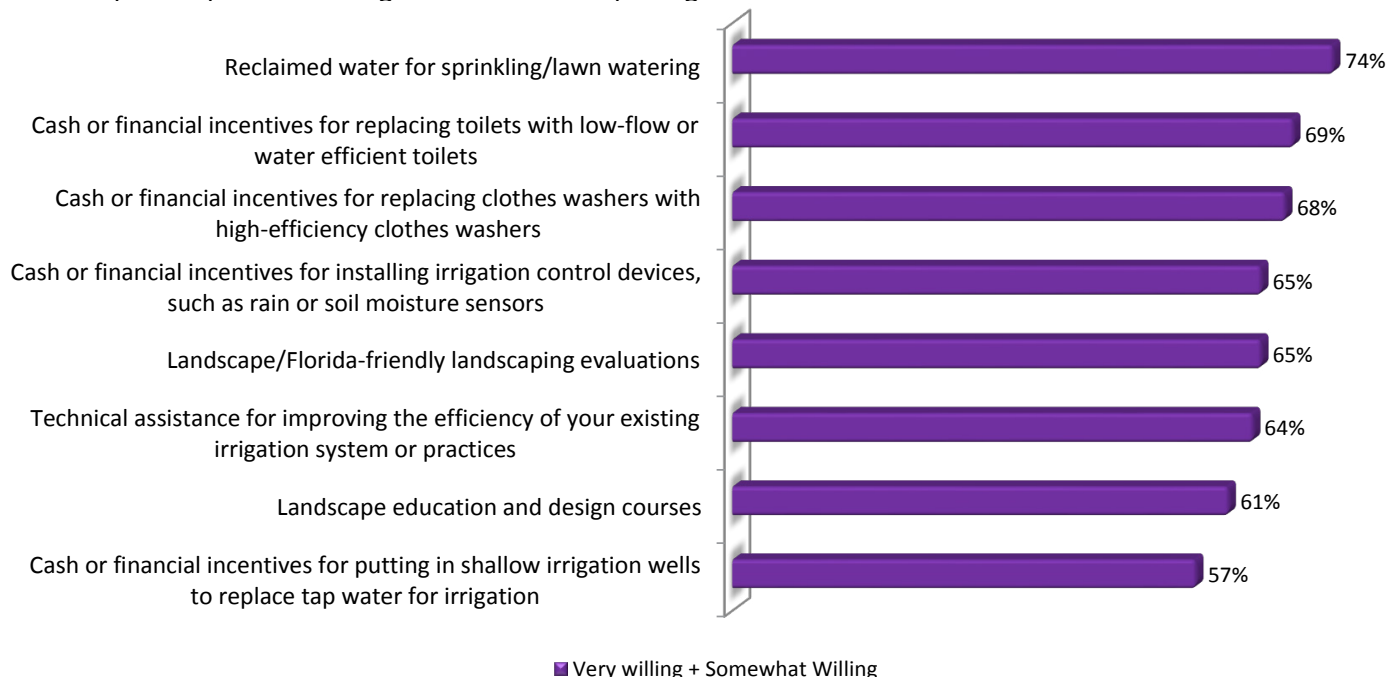 Reclaimed water for sprinkling/lawn watering
74%
Cash or financial incentives for replacing toilets with low-flow or
water efficient toilets
69%
Cash or financial incentives for replacing clothes washers with
high-efficiency clothes washers
68%
Cash or financial incentives for installing irrigation control devices,
such as rain or soil moisture sensors
65%
Landscape/Florida-friendly landscaping evaluations
65%
Technical assistance for improving the efficiency of your existing
irrigation system or practices
64%
Landscape education and design courses
61%
Cash or financial incentives for putting in shallow irrigation wells
to replace tap water for irrigation
57%
Very willing + Somewhat Willing